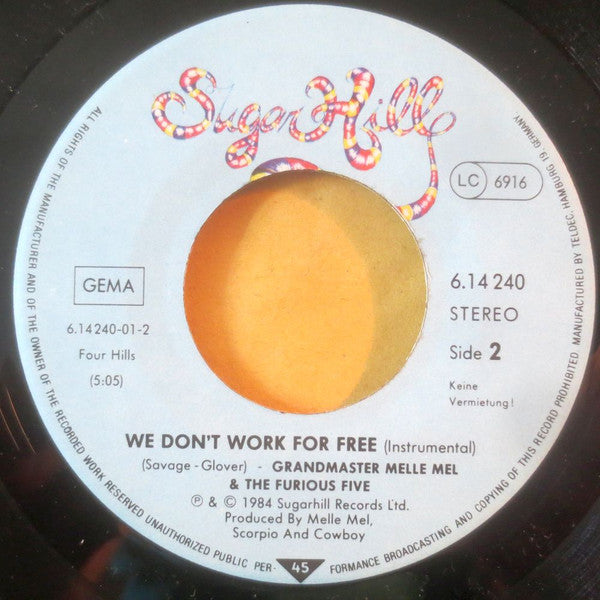 Sugar Hill
LC 6916
GEMA
6.14240-01-2
Four Hills
(5:05)
6.14 240
STEREO
Side 2
Keine
Vermietung!
WE DON'T WORK FOR FREE (Instrumental)
(Savage - Glover) - GRANDMASTER MELLE MEL
& THE FURIOUS FIVE
℗ & © 1984 Sugarhill Records Ltd.
Produced By Melle Mel,
Scorpio And Cowboy
ALL RIGHTS OF THE MANUFACTURER AND OF THE OWNER OF THE RECORDED WORK RESERVED UNAUTHORIZED PUBLIC PER- 45 FORMANCE BROADCASTING AND COPYING OF THIS RECORD PROHIBITED MANUFACTURED BY TELDEC, HAMBURG 19, GERMANY